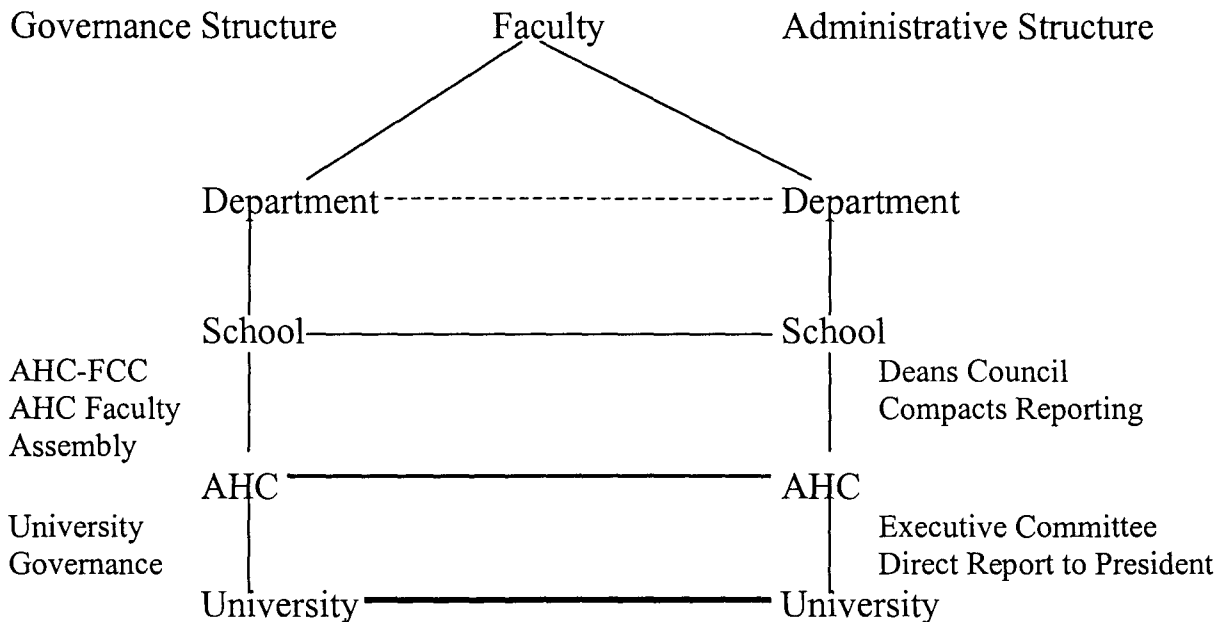 Governance Structure Faculty Administrative Structure
Department Department
School School
AHC-FCC Deans Council
AHC Faculty Compacts Reporting
Assembly
AHC AHC
University Executive Committee
Governance Direct Report to President
University University